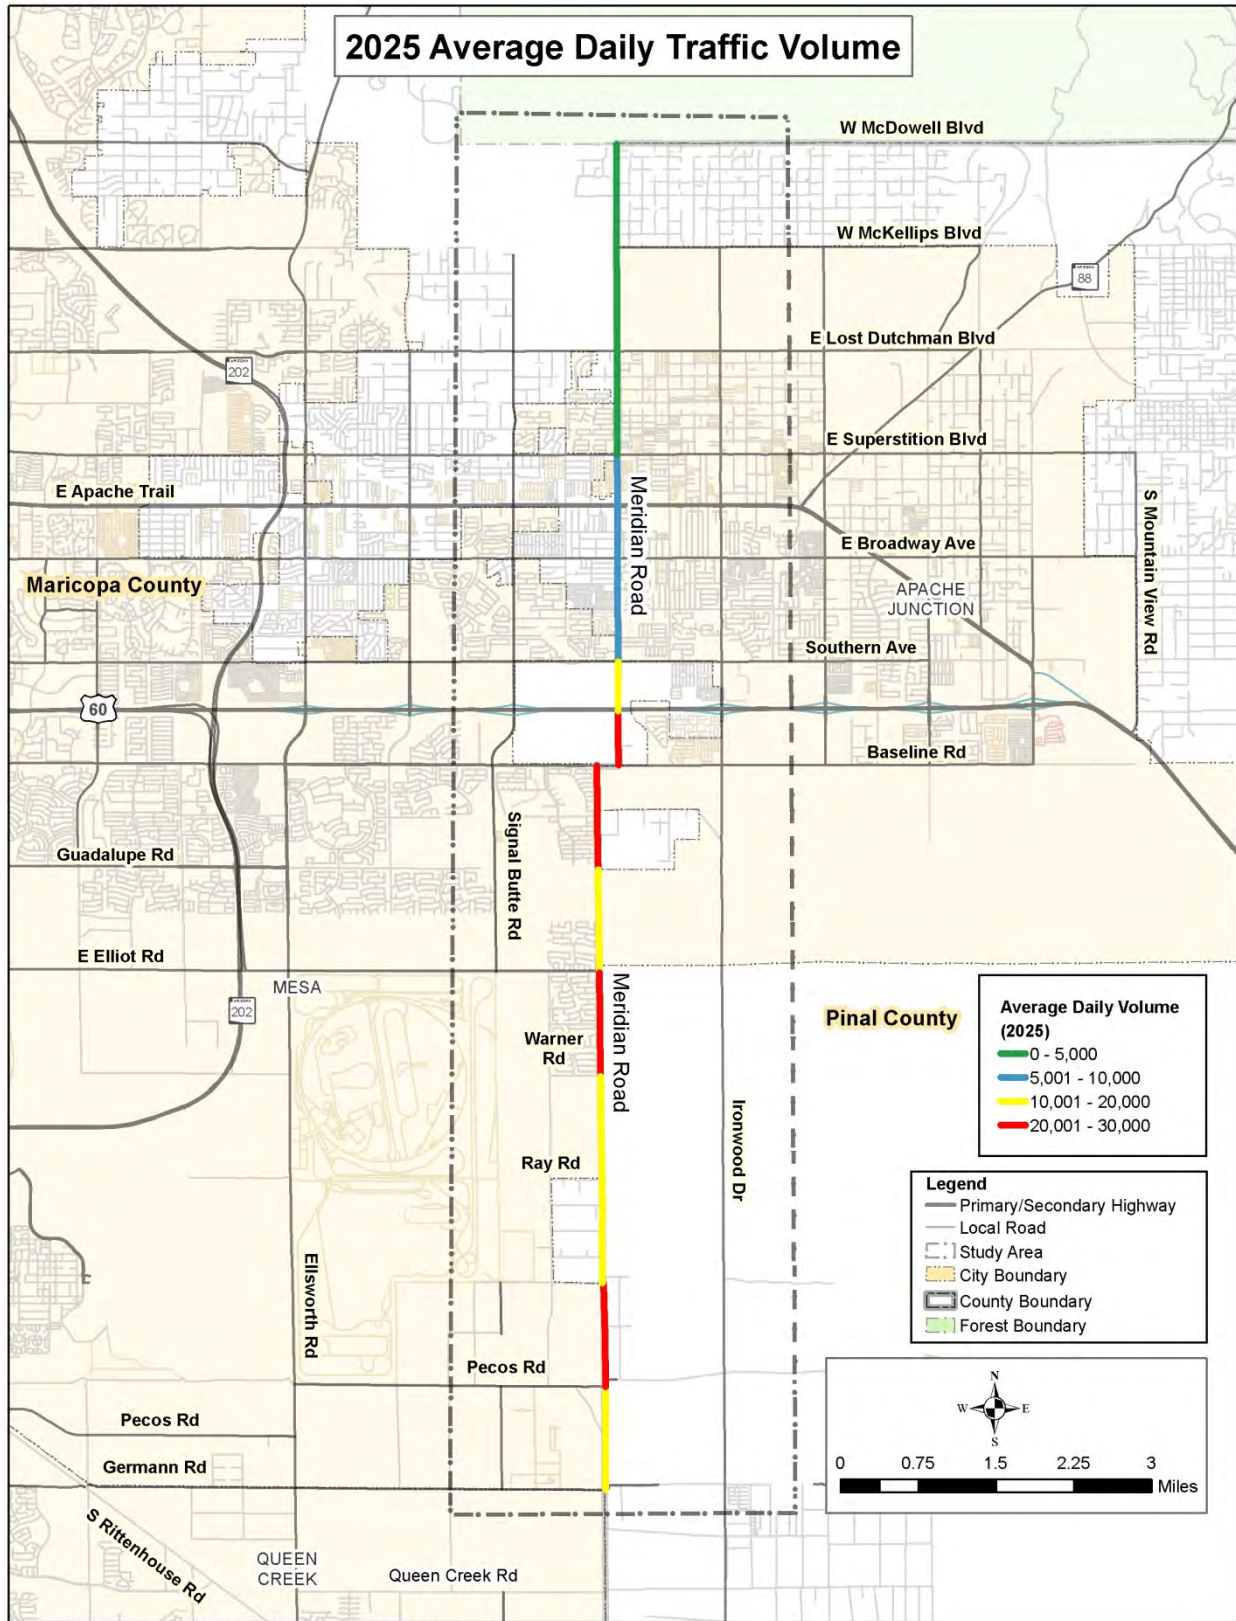 2025 Average Daily Traffic Volume
W McDowell Blvd
W McKellips Blvd
88
E Lost Dutchman Blvd
202
E Superstition Blvd
E Apache Trail
Meridian Road
S Mountain View Rd
E Broadway Ave
Maricopa County
APACHE
JUNCTION
Southern Ave
60
Baseline Rd
Signal Butte Rd
Guadalupe Rd
E Elliot Rd
MESA
202
Meridian Road
Warner
Rd
Pinal County
Average Daily Volume
(2025)
0 - 5,000
5,001 - 10,000
10,001 - 20,000
20,001 - 30,000
Ironwood Dr
Ray Rd
Legend
Primary/Secondary Highway
Local Road
Study Area
City Boundary
County Boundary
Forest Boundary
Ellsworth Rd
Pecos Rd
Pecos Rd
Germann Rd
N
W
E
S
0 0.75 1.5 2.25 3
Miles
S Rittenhouse Rd
QUEEN
CREEK
Queen Creek Rd